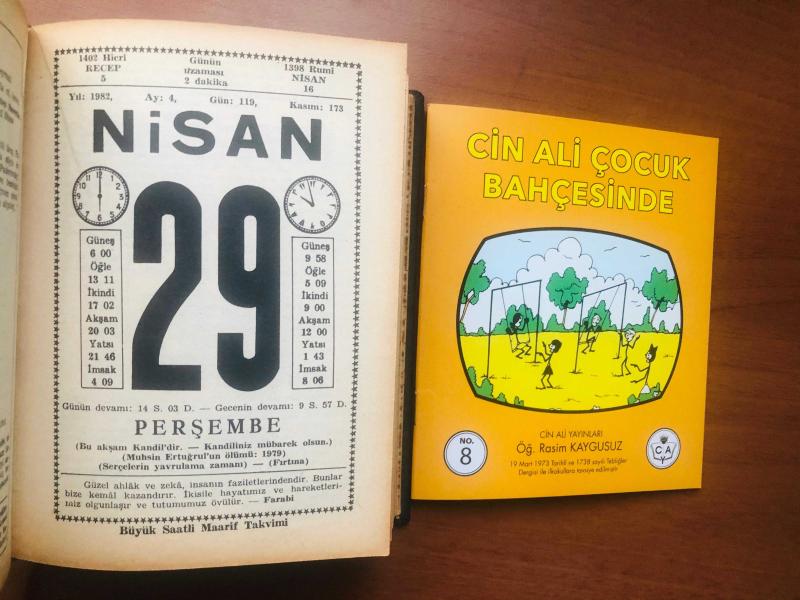 1402 Hicri
RECEP
5
Günün
uzaması
2 dakika
1398 Rumi
NİSAN
16
Yıl: 1982, Ay: 4, Gün: 119, Kasım: 173
NiSAN
29
Güneş
6 00
Öğle
13 11
İkindi
17 02
Akşam
20 03
Yatsı
21 46
İmsak
4 09
Güneş
9 58
Öğle
5 09
İkindi
9 00
Akşam
12 00
Yatsı
1 43
İmsak
8 06
Günün devamı: 14 S. 03 D. — Gecenin devamı: 9 S. 57 D.
PERŞEMBE
(Bu akşam Kandil'dir. — Kandiliniz mübarek olsun.)
(Muhsin Ertuğrul'un ölümü: 1979)
(Serçelerin yavrulama zamanı) — (Fırtına)
Güzel ahlâk ve zekâ, insanın faziletlerindendir. Bunlar
bize kemâl kazandırır. İkisile hayatımız ve hareketleri-
miz olgunlaşır ve tutumumuz övülür. — Farabi
Büyük Saatli Maarif Takvimi
CİN ALİ ÇOCUK
BAHÇESİNDE
NO.
8
CİN ALİ YAYINLARI
Öğ. Rasim KAYGUSUZ
19 Mart 1973 Tarihli ve 1738 sayılı Tebliğler
Dergisi ile ilkokullara tavsiye edilmiştir.
C A
Y